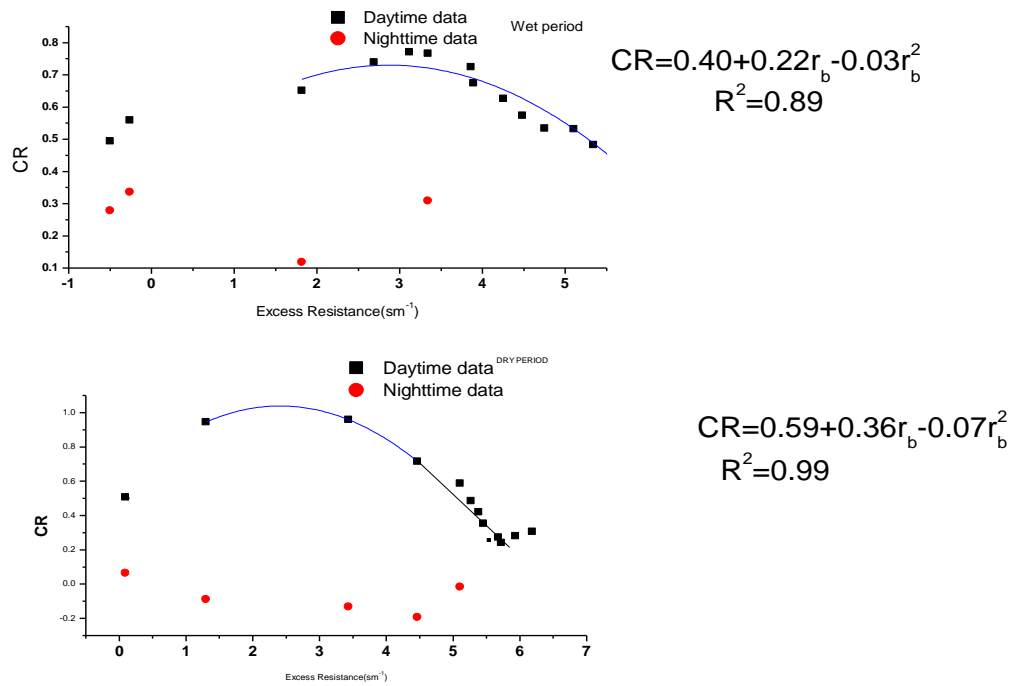 Daytime data
Nighttime data
Wet period
CR=0.40+0.22r_b-0.03r_b^2
R^2=0.89
0.8
0.7
0.6
0.5
0.4
0.3
0.2
0.1
CR
-1 0 1 2 3 4 5
Excess Resistance(sm^-1)
Daytime data DRY PERIOD
Nighttime data
CR=0.59+0.36r_b-0.07r_b^2
R^2=0.99
1.0
0.8
0.6
0.4
0.2
0.0
-0.2
CR
0 1 2 3 4 5 6 7
Excess Resistance(sm^-1)